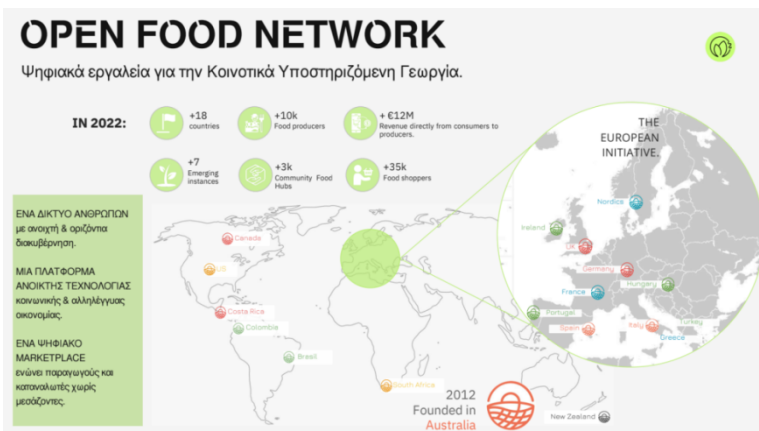 OPEN FOOD NETWORK
Ψηφιακά εργαλεία για την Κοινοτικά Υποστηριζόμενη Γεωργία.
IN 2022:
+18
countries
+10k
Food producers
+ €12M
Revenue directly from consumers to
producers.
+7
Emerging
instances
+3k
Community Food
Hubs
+35k
Food shoppers
THE
EUROPEAN
INITIATIVE.
ΕΝΑ ΔΙΚΤΥΟ ΑΝΘΡΩΠΩΝ
με ανοιχτή & οριζόντια
διακυβέρνηση.
ΜΙΑ ΠΛΑΤΦΟΡΜΑ
ΑΝΟΙΚΤΗΣ ΤΕΧΝΟΛΟΓΙΑΣ
κοινωνικής & αλληλέγγυας
οικονομίας.
ΕΝΑ ΨΗΦΙΑΚΟ
MARKETPLACE
ενώνει παραγωγούς και
καταναλωτές χωρίς
μεσάζοντες.
Canada
US
Costa Rica
Colombie
Brasil
South Africa
New Zealand
2012
Founded in
Australia
Nordics
Ireland
UK
Germany
Hungary
France
Portugal
Spain
Italy
Turkey
Greece